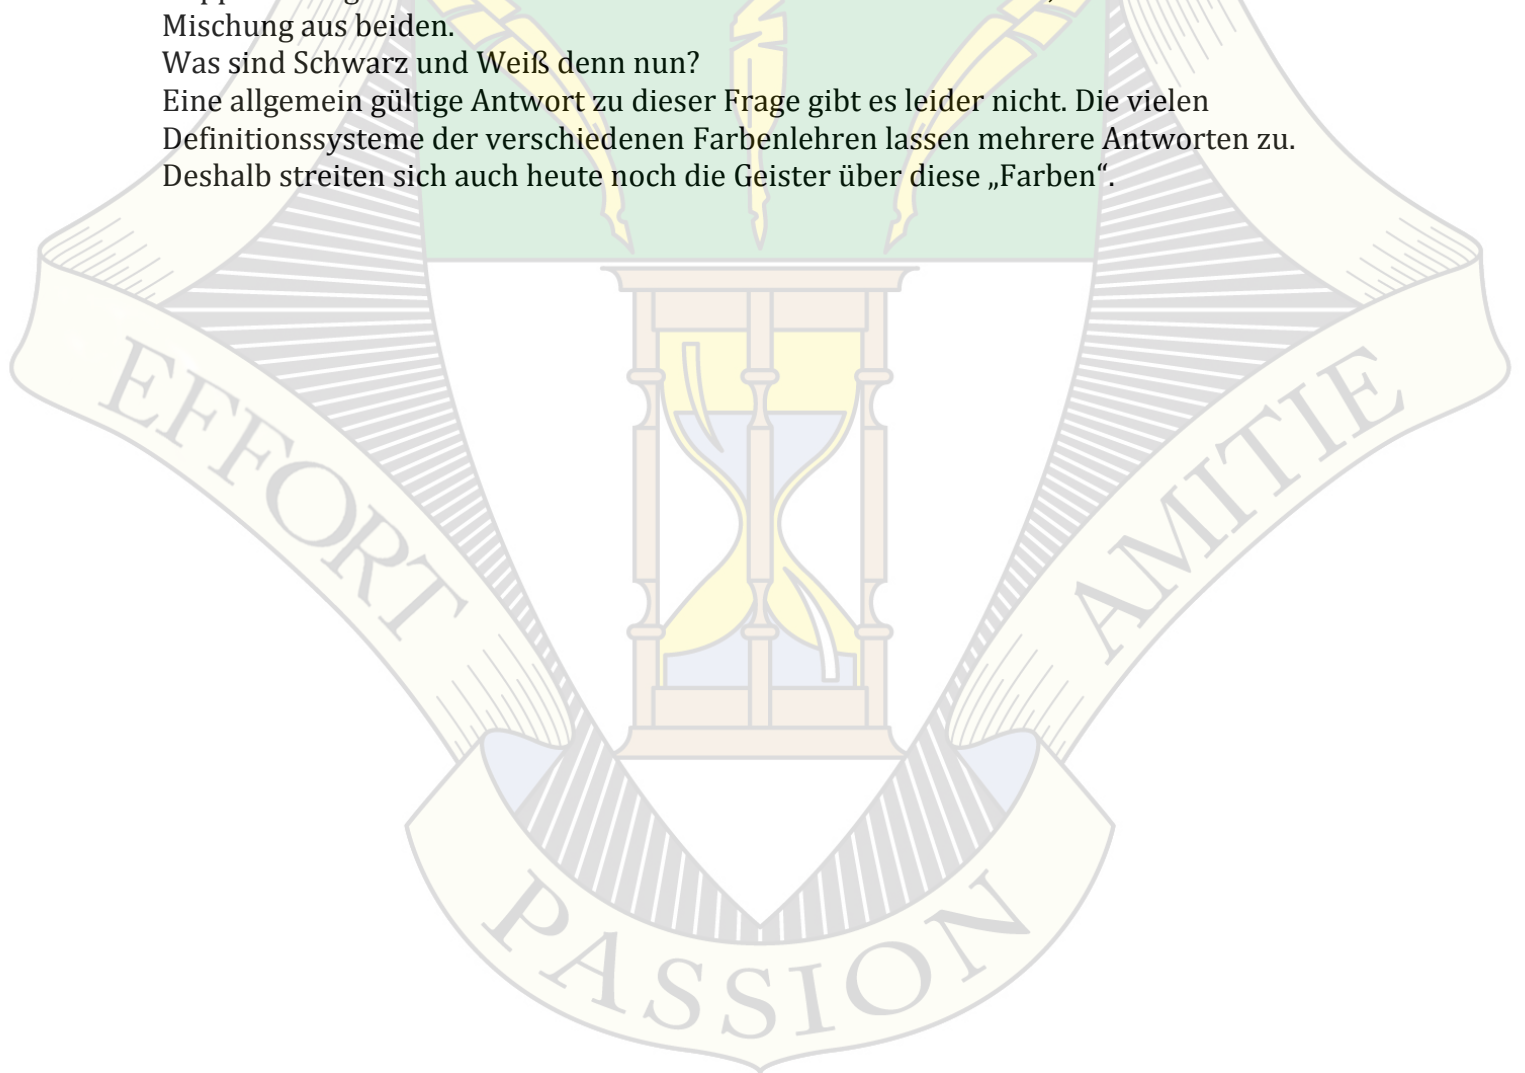 Mischung aus beiden.
Was sind Schwarz und Weiß denn nun?
Eine allgemein gültige Antwort zu dieser Frage gibt es leider nicht. Die vielen
Definitionssysteme der verschiedenen Farbenlehren lassen mehrere Antworten zu.
Deshalb streiten sich auch heute noch die Geister über diese „Farben“.
EFFORT
AMITIE
PASSION